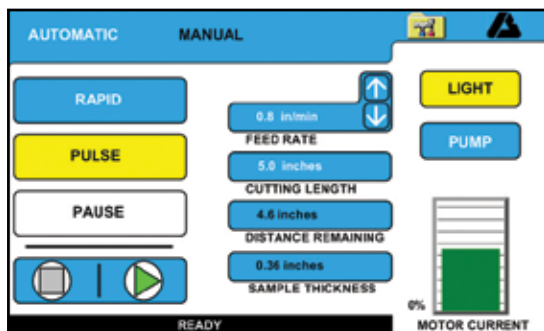 AUTOMATIC MANUAL
RAPID
PULSE
PAUSE
0.8 in/min
FEED RATE
5.0 inches
CUTTING LENGTH
4.6 inches
DISTANCE REMAINING
0.36 inches
SAMPLE THICKNESS
LIGHT
PUMP
0%
MOTOR CURRENT
READY